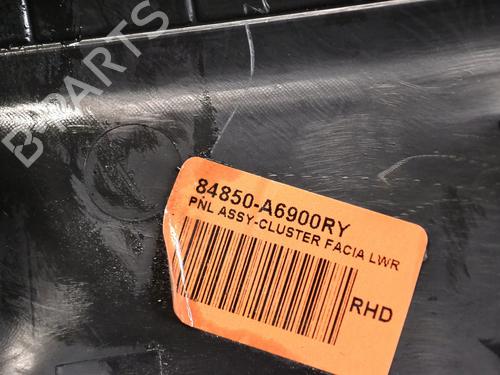 B-PARTS
84850-A6900RY
PNL ASSY-CLUSTER FACIA LWR
RHD